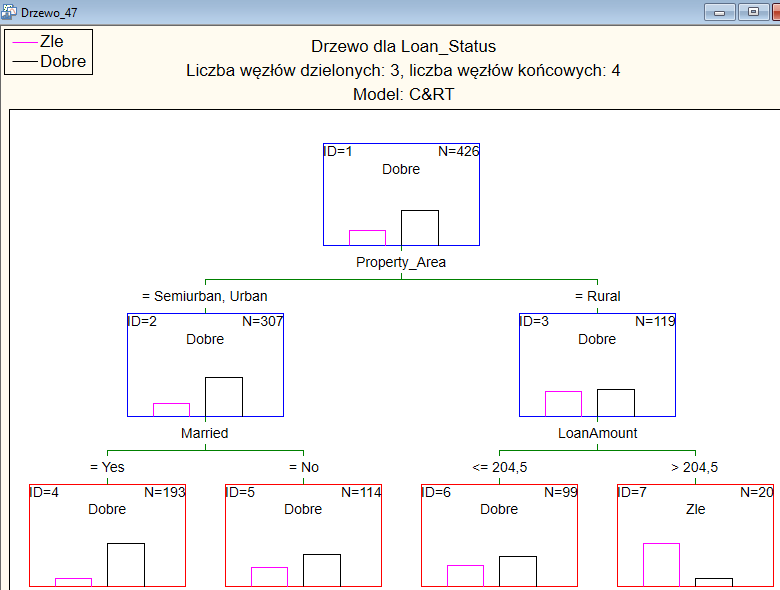 Drzewo_47
Zle
Dobre
Drzewo dla Loan_Status
Liczba węzłów dzielonych: 3, liczba węzłów końcowych: 4
Model: C&RT
ID=1 N=426
Dobre
Property_Area
= Semiurban, Urban = Rural
ID=2 N=307 ID=3 N=119
Dobre Dobre
Married LoanAmount
= Yes = No <= 204,5 > 204,5
ID=4 N=193 ID=5 N=114 ID=6 N=99 ID=7 N=20
Dobre Dobre Dobre Zle